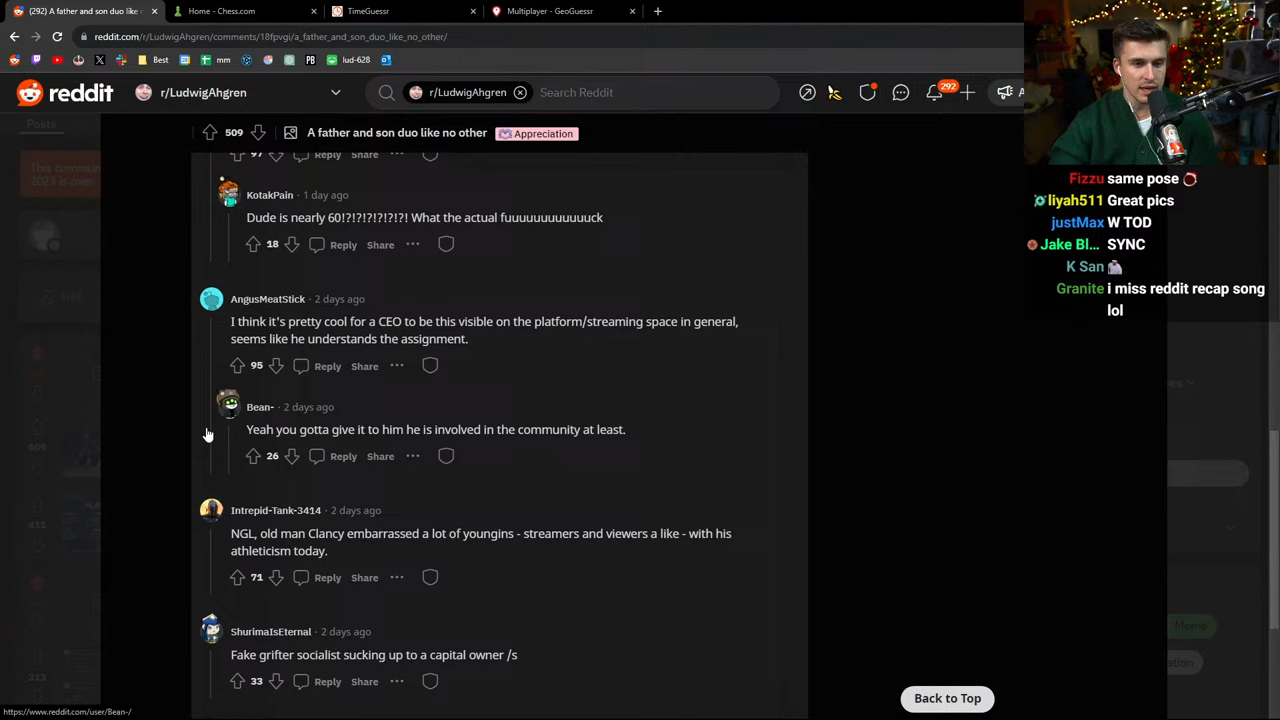 (292) A father and son duo like
Home - Chess.com
TimeGuessr
Multiplayer - GeoGuessr
reddit.com/r/LudwigAhgren/comments/18fpvgi/a_father_and_son_duo_like_no_other/
Best
mm
PB
lud-628
reddit
r/LudwigAhgren
r/LudwigAhgren
Search Reddit
292
Posts
509
A father and son duo like no other
Appreciation
This commun
2023 is over
97
Reply
Share
KotakPain · 1 day ago
Dude is nearly 60!?!?!?!?!?!?! What the actual fuuuuuuuuuuuuck
18
Reply
Share
AngusMeatStick · 2 days ago
I think it's pretty cool for a CEO to be this visible on the platform/streaming space in general,
seems like he understands the assignment.
95
Reply
Share
Bean- · 2 days ago
Yeah you gotta give it to him he is involved in the community at least.
26
Reply
Share
Intrepid-Tank-3414 · 2 days ago
NGL, old man Clancy embarrassed a lot of youngins - streamers and viewers a like - with his
athleticism today.
71
Reply
Share
ShurimaIsEternal · 2 days ago
Fake grifter socialist sucking up to a capital owner /s
33
Reply
Share
Back to Top
https://www.reddit.com/user/Bean-/
Fizzu same pose
liyah511 Great pics
justMax W TOD
Jake Bl... SYNC
K San
Granite i miss reddit recap song
lol